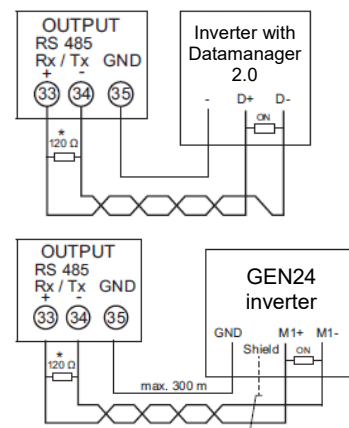 OUTPUT
RS 485
Rx / Tx GND
+ -
33 34 35
*
120 Ω
Inverter with
Datamanager
2.0
- D+ D-
ON
OUTPUT
RS 485
Rx / Tx GND
+ -
33 34 35
*
120 Ω
max. 300 m
GEN24
inverter
GND M1+ M1-
Shield ON